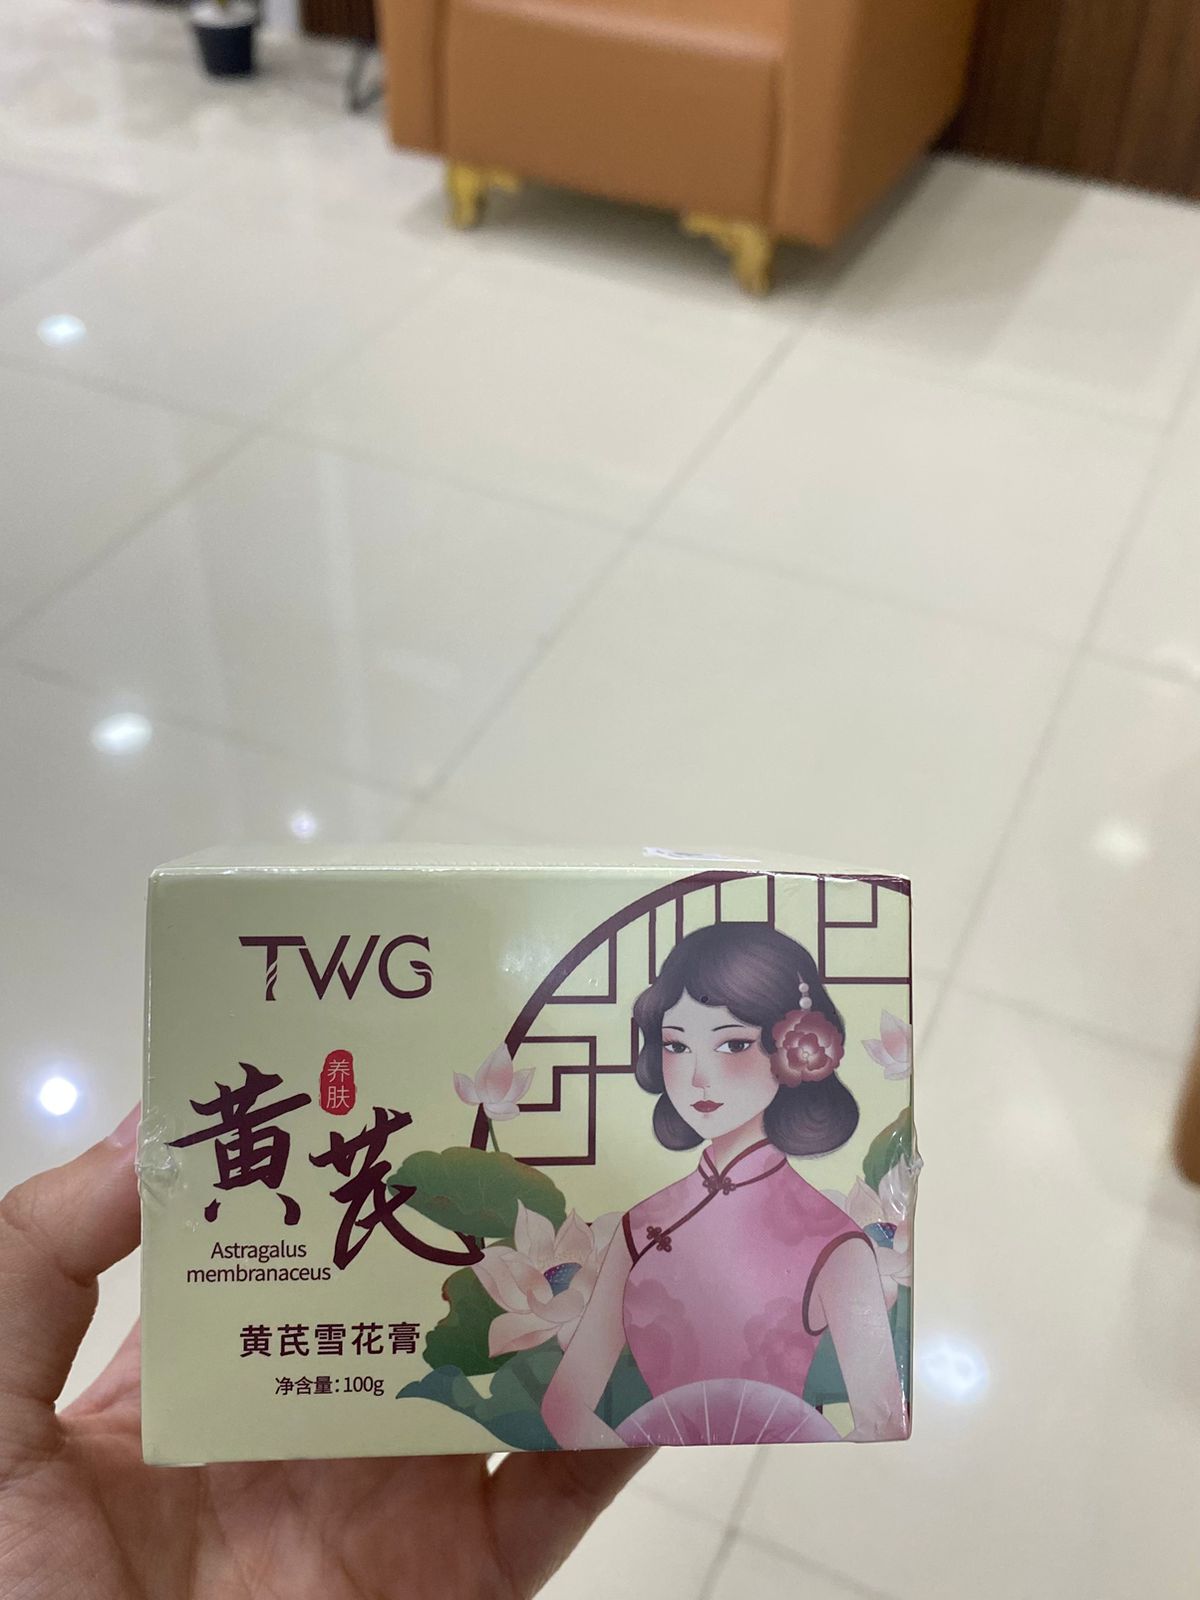 TWG
养肤
黄芪
Astragalus
membranaceus
黄芪雪花膏
净含量:100g